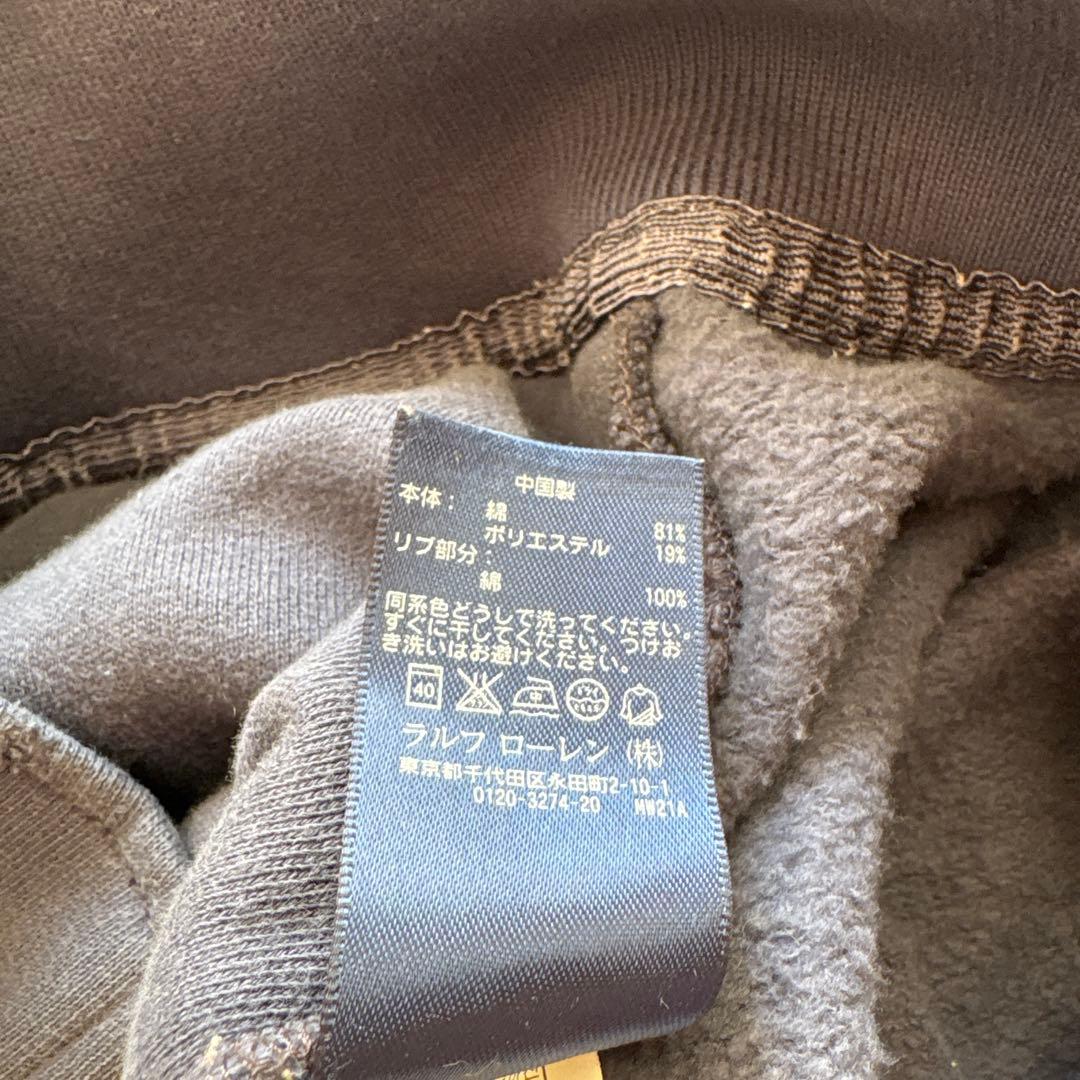 中国製
本体: 綿 81%
ポリエステル 19%
リブ部分:
綿 100%
同系色どうしで洗ってください。
すぐに干してください。つけお
き洗いはお避けください。
40 中 ドライ
ラルフ ローレン (株)
東京都千代田区永田町2-10-1
0120-3274-20 MW21A